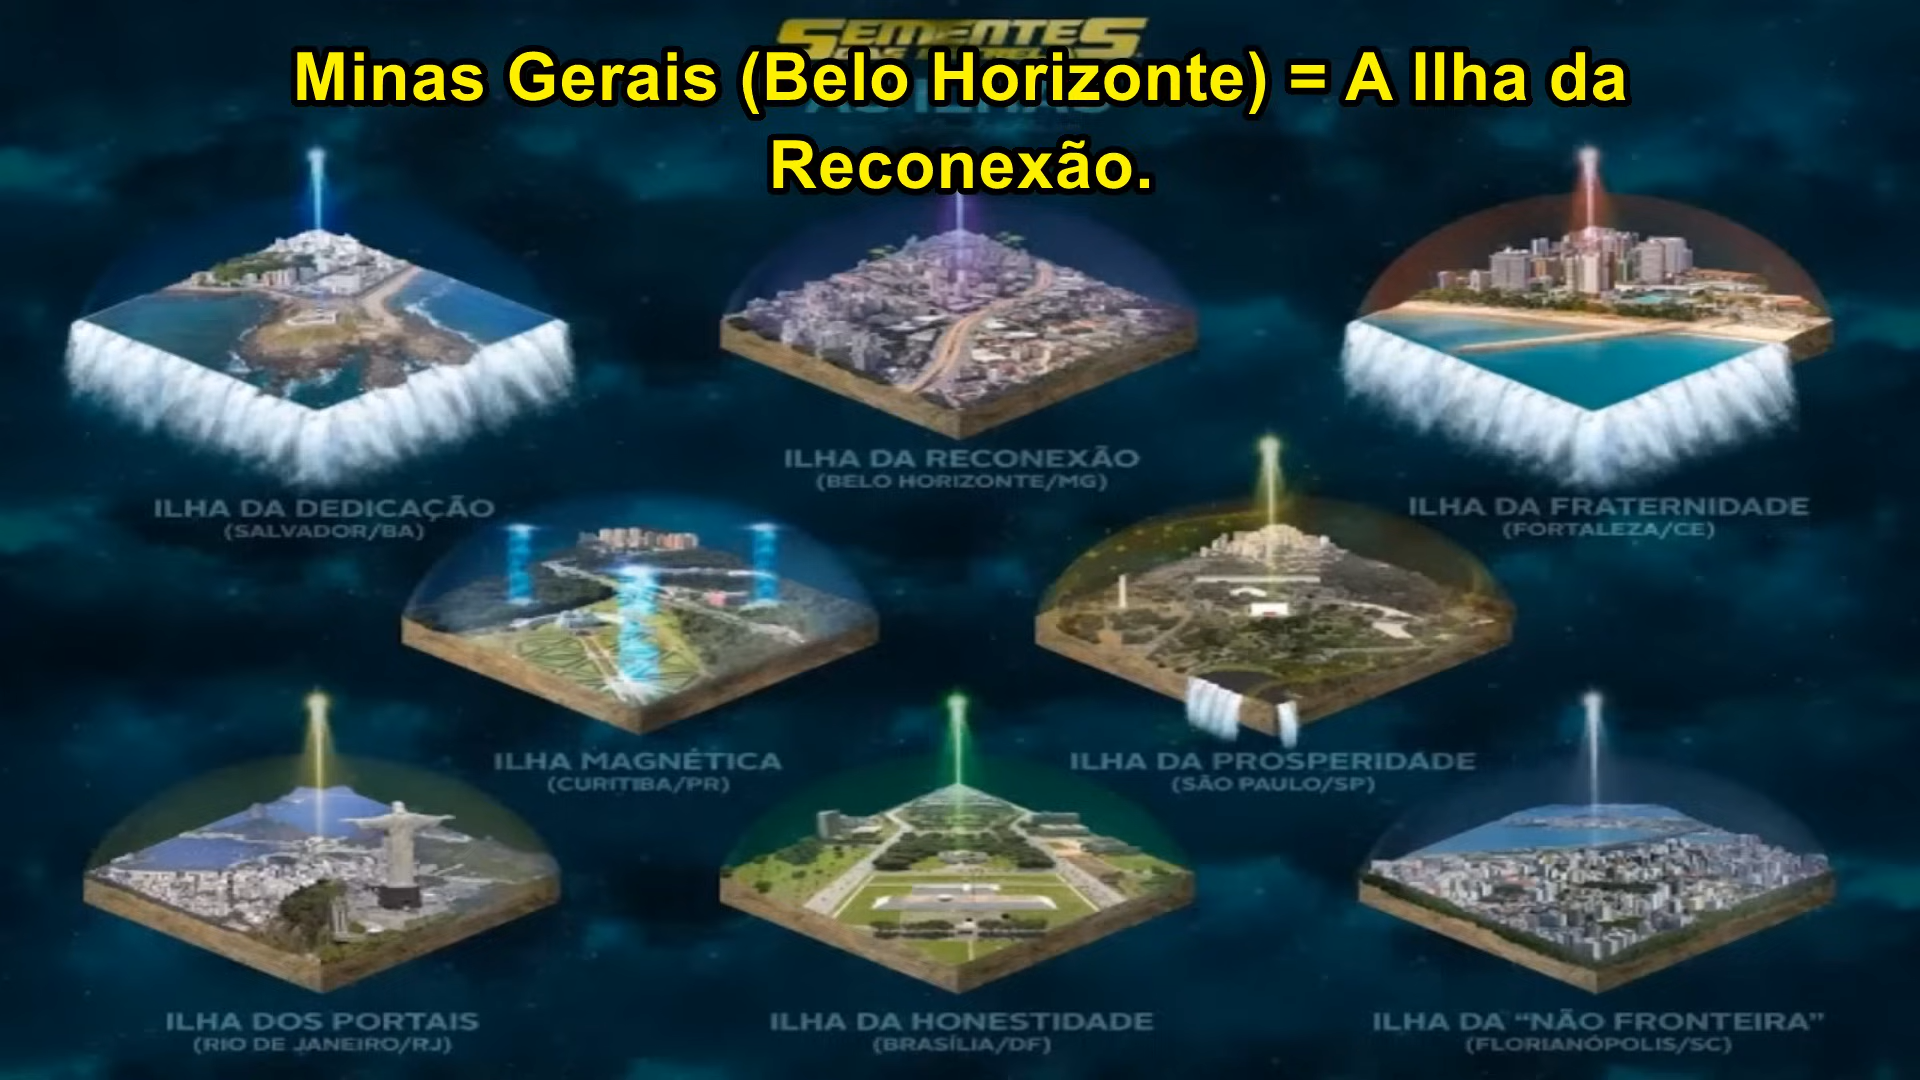 SEMENTES
Minas Gerais (Belo Horizonte) = A Ilha da
Reconexão.
ILHA DA RECONEXÃO
(BELO HORIZONTE/MG)
ILHA DA DEDICAÇÃO
(SALVADOR/BA)
ILHA DA FRATERNIDADE
(FORTALEZA/CE)
ILHA MAGNÉTICA
(CURITIBA/PR)
ILHA DA PROSPERIDADE
(SÃO PAULO/SP)
ILHA DOS PORTAIS
(RIO DE JANEIRO/RJ)
ILHA DA HONESTIDADE
(BRASÍLIA/DF)
ILHA DA “NÃO FRONTEIRA”
(FLORIANÓPOLIS/SC)